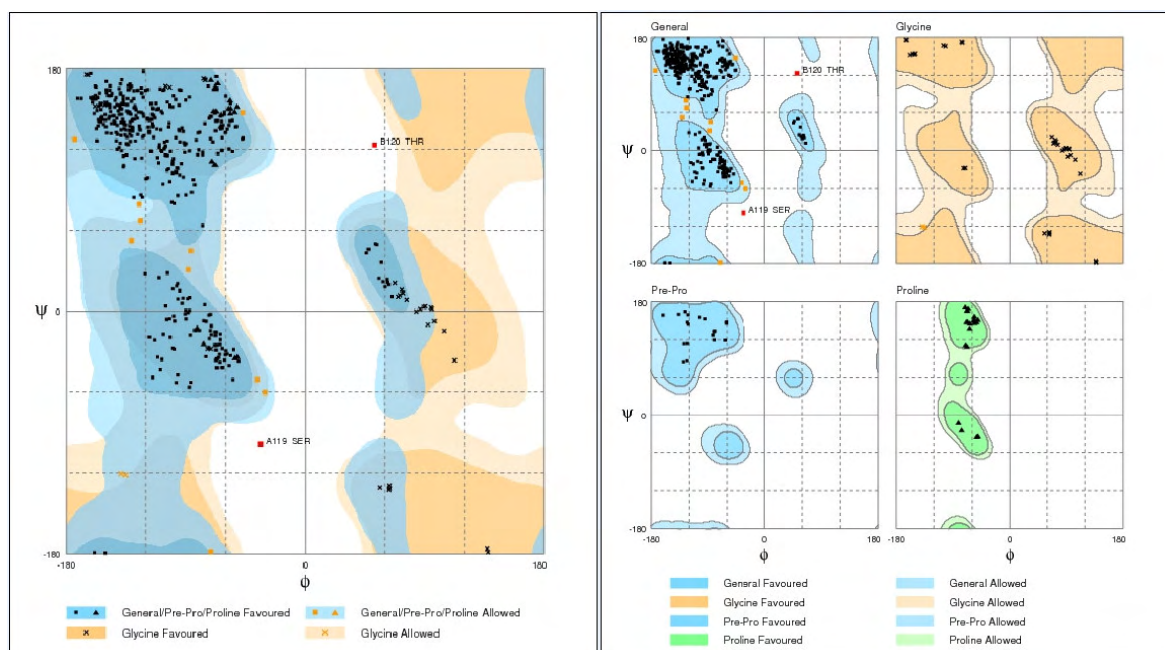 180
B120 THR
Ψ 0
A119 SER
-180
-180 0 180
ϕ
General/Pre-Pro/Proline Favoured
General/Pre-Pro/Proline Allowed
Glycine Favoured
Glycine Allowed
General
180
B120 THR
Ψ 0
A119 SER
-180
Glycine
Pre-Pro
180
Ψ 0
-180
-180 0 180
ϕ
Proline
-180 0 180
ϕ
General Favoured
General Allowed
Glycine Favoured
Glycine Allowed
Pre-Pro Favoured
Pre-Pro Allowed
Proline Favoured
Proline Allowed